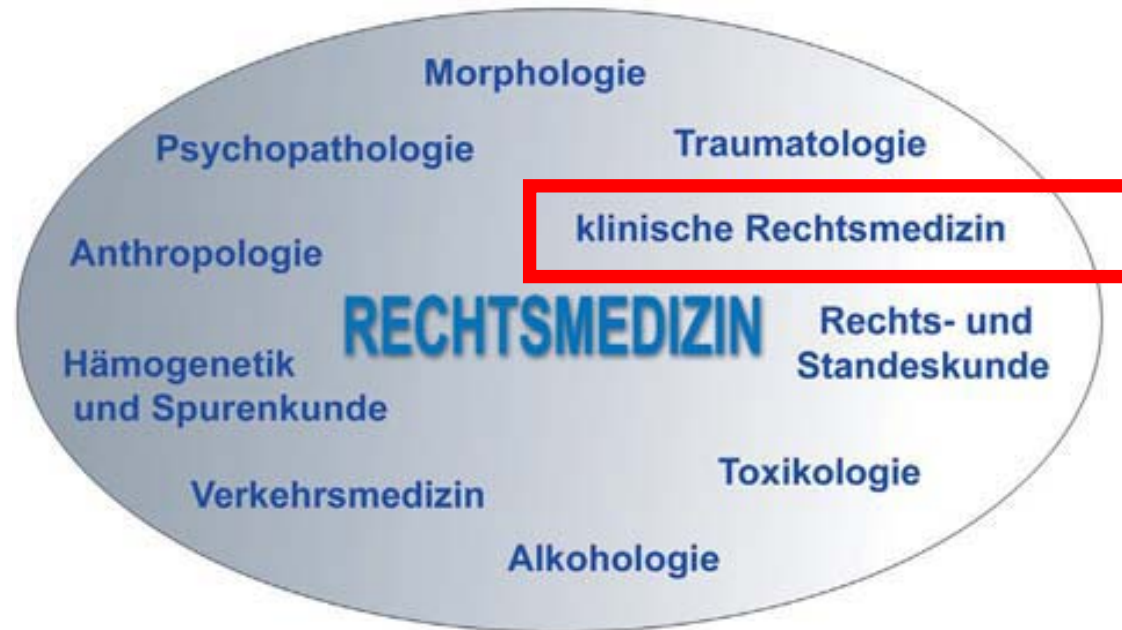 Morphologie
Psychopathologie
Traumatologie
klinische Rechtsmedizin
Anthropologie
RECHTSMEDIZIN
Rechts- und
Standeskunde
Hämogenetik
und Spurenkunde
Toxikologie
Verkehrsmedizin
Alkohologie